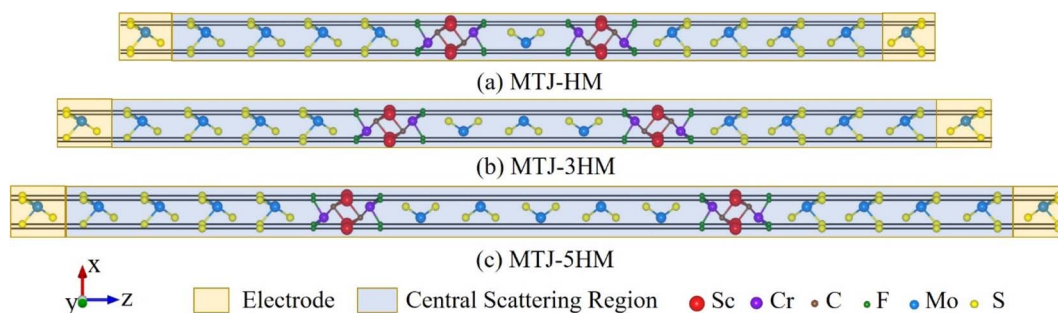 (a) MTJ-HM
(b) MTJ-3HM
(c) MTJ-5HM
x
y z
Electrode Central Scattering Region Sc Cr C F Mo S